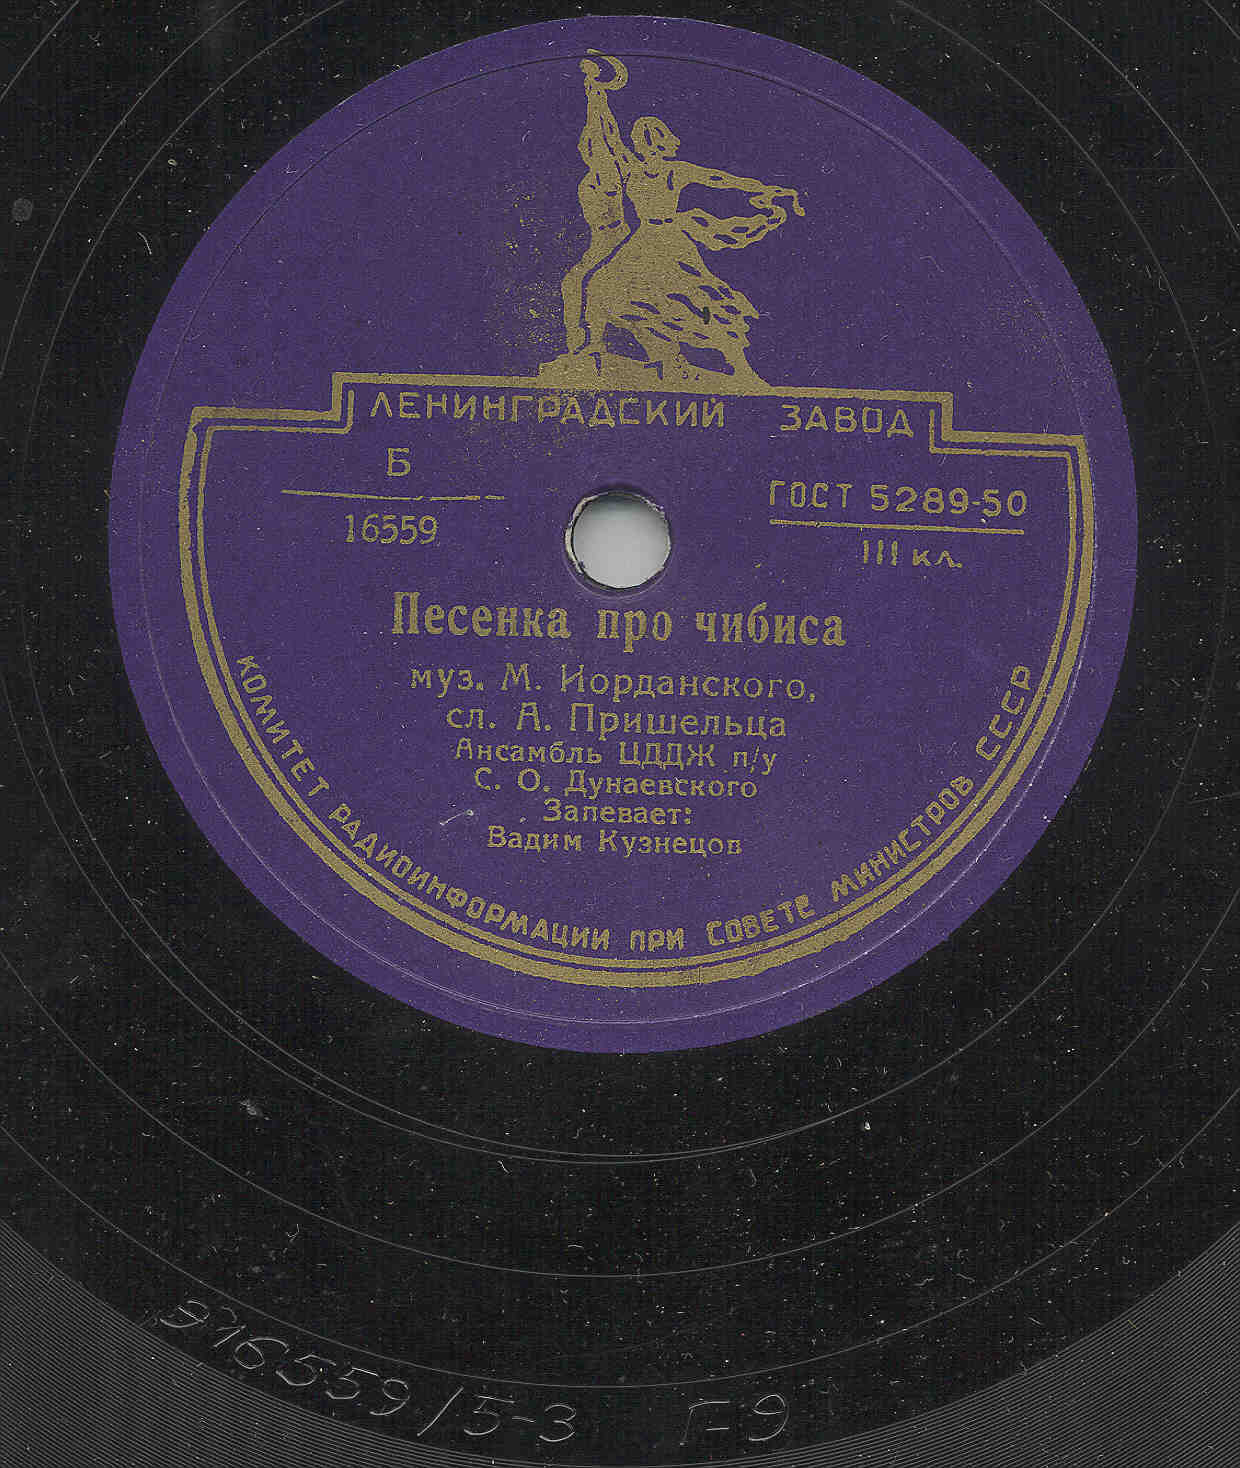 ЛЕНИНГРАДСКИЙ ЗАВОД
Б
16559
ГОСТ 5289-50
III кл.
Песенка про чибиса
муз. М. Иорданского,
сл. А. Пришельца
Ансамбль ЦДДЖ п/у
С. О. Дунаевского
Запевает:
Вадим Кузнецов
КОМИТЕТ РАДИОИНФОРМАЦИИ ПРИ СОВЕТЕ МИНИСТРОВ СССР
Э16559/5-3 Г-9